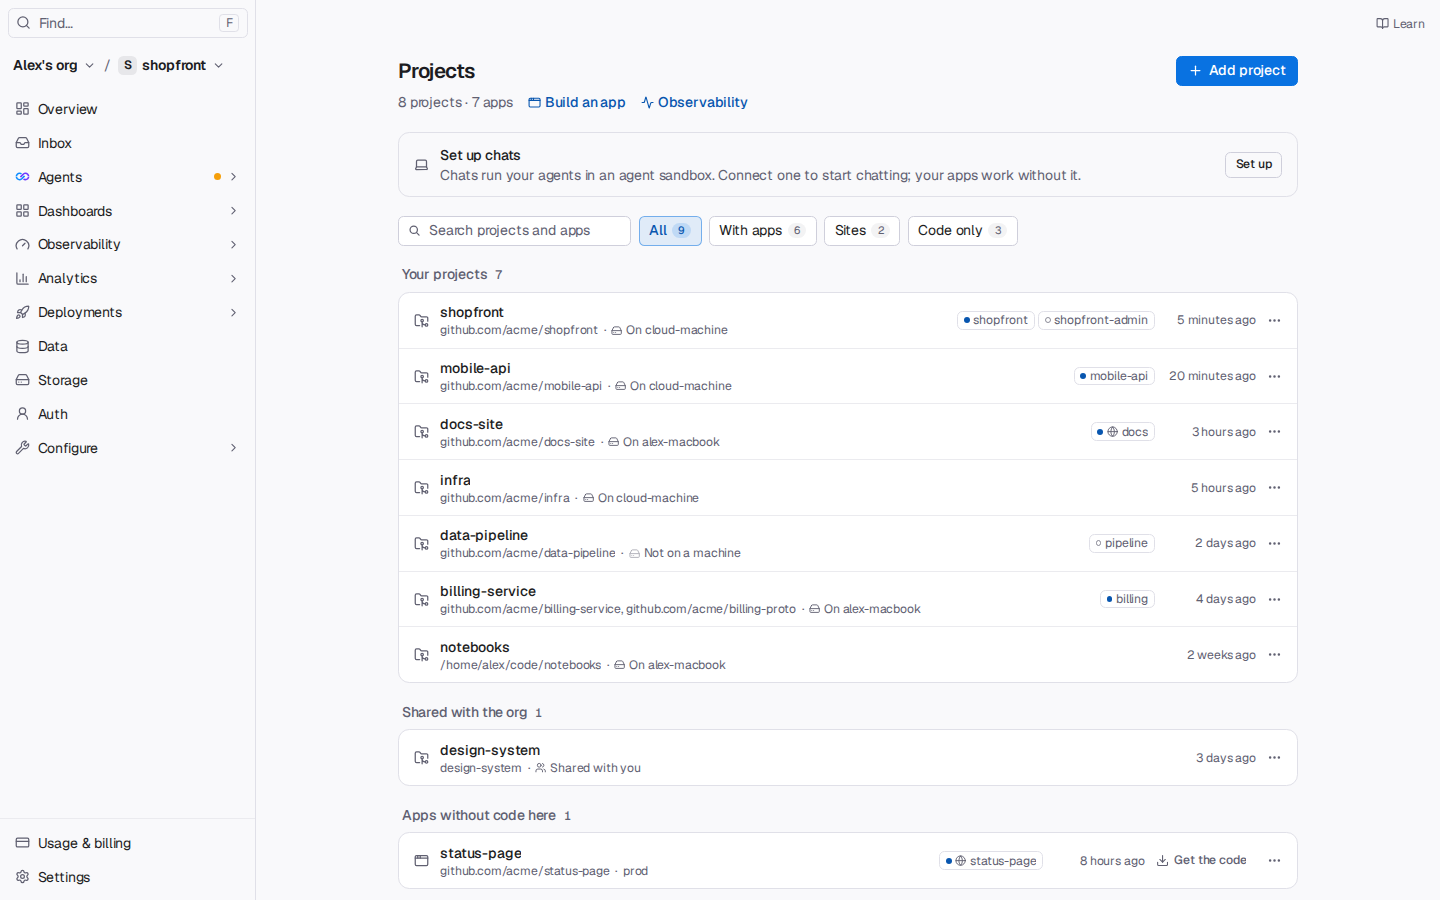 Find...
F
Learn
Alex's org / S shopfront
Overview
Inbox
Agents
Dashboards
Observability
Analytics
Deployments
Data
Storage
Auth
Configure
Usage & billing
Settings
Projects
Add project
8 projects · 7 apps Build an app Observability
Set up chats
Chats run your agents in an agent sandbox. Connect one to start chatting; your apps work without it.
Set up
Search projects and apps All 9 With apps 6 Sites 2 Code only 3
Your projects 7
shopfront
github.com/acme/shopfront · On cloud-machine
shopfront shopfront-admin 5 minutes ago
mobile-api
github.com/acme/mobile-api · On cloud-machine
mobile-api 20 minutes ago
docs-site
github.com/acme/docs-site · On alex-macbook
docs 3 hours ago
infra
github.com/acme/infra · On cloud-machine
5 hours ago
data-pipeline
github.com/acme/data-pipeline · Not on a machine
pipeline 2 days ago
billing-service
github.com/acme/billing-service, github.com/acme/billing-proto · On alex-macbook
billing 4 days ago
notebooks
/home/alex/code/notebooks · On alex-macbook
2 weeks ago
Shared with the org 1
design-system
design-system · Shared with you
3 days ago
Apps without code here 1
status-page
github.com/acme/status-page · prod
status-page 8 hours ago Get the code